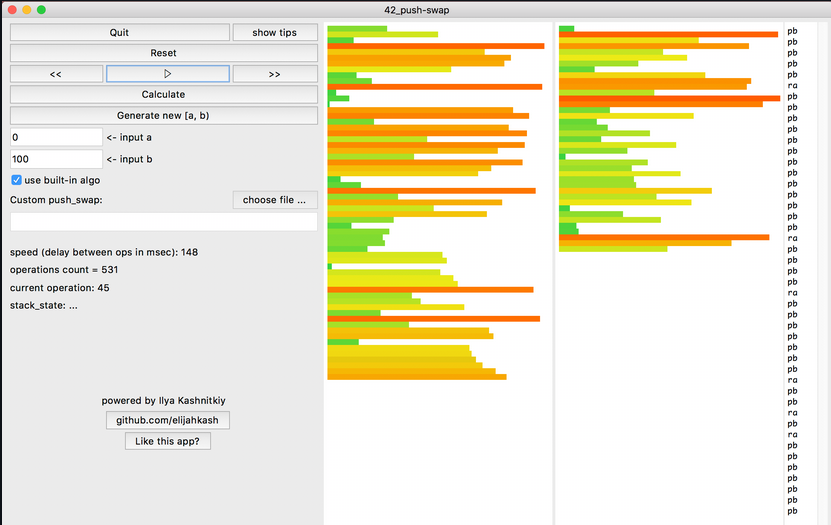 42_push-swap
Quit
show tips
Reset
<<
>>
Calculate
Generate new [a, b)
0
<- input a
100
<- input b
use built-in algo
Custom push_swap:
choose file ...
speed (delay between ops in msec): 148
operations count = 531
current operation: 45
stack_state: ...
powered by Ilya Kashnitkiy
github.com/elijahkash
Like this app?
pb
pb
pb
pb
pb
ra
pb
pb
pb
pb
pb
pb
pb
pb
pb
pb
pb
pb
pb
ra
pb
pb
pb
pb
ra
pb
pb
pb
pb
pb
pb
pb
ra
pb
pb
ra
pb
ra
pb
pb
pb
pb
pb
pb
pb